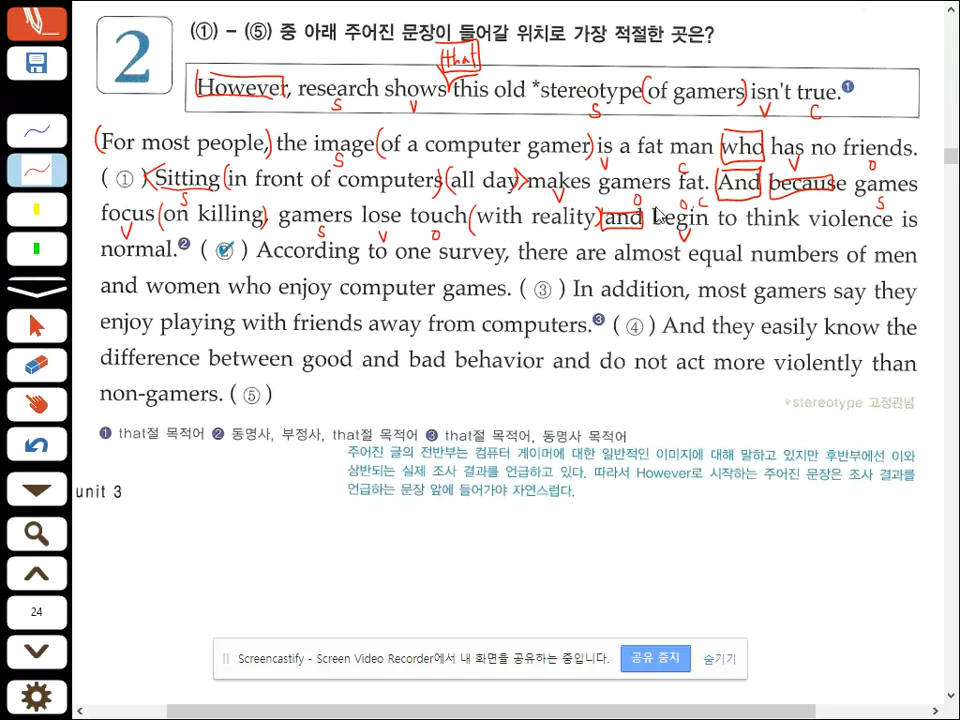 2
(①) – (⑤) 중 아래 주어진 문장이 들어갈 위치로 가장 적절한 곳은?
that
However, research shows this old *stereotype (of gamers) isn't true.❶
S V S V C
(For most people,) the image (of a computer gamer) is a fat man who has no friends.
S V C V O
( ① ) <Sitting (in front of computers) (all day)> makes gamers fat. And because games
S V O O.C S
focus (on killing), gamers lose touch (with reality) and begin to think violence is
V S V O V
normal.❷ ( ② ) According to one survey, there are almost equal numbers of men
and women who enjoy computer games. ( ③ ) In addition, most gamers say they
enjoy playing with friends away from computers.❸ ( ④ ) And they easily know the
difference between good and bad behavior and do not act more violently than
non-gamers. ( ⑤ )
*stereotype 고정관념
❶ that절 목적어 ❷ 동명사, 부정사, that절 목적어 ❸ that절 목적어, 동명사 목적어
주어진 글의 전반부는 컴퓨터 게이머에 대한 일반적인 이미지에 대해 말하고 있지만 후반부에선 이와
상반되는 실제 조사 결과를 언급하고 있다. 따라서 However로 시작하는 주어진 문장은 조사 결과를
언급하는 문장 앞에 들어가야 자연스럽다.
unit 3
24
Screencastify - Screen Video Recorder에서 내 화면을 공유하는 중입니다. 공유 중지 숨기기